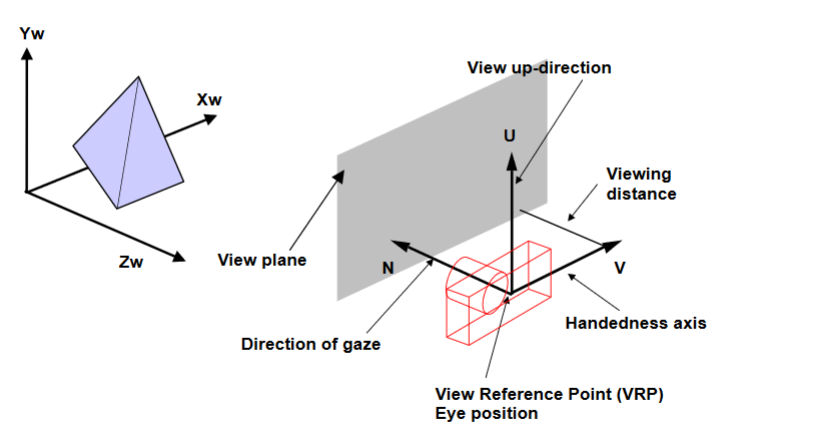 Yw
Xw
Zw
View up-direction
U
Viewing
distance
View plane
N
V
Direction of gaze
Handedness axis
View Reference Point (VRP)
Eye position